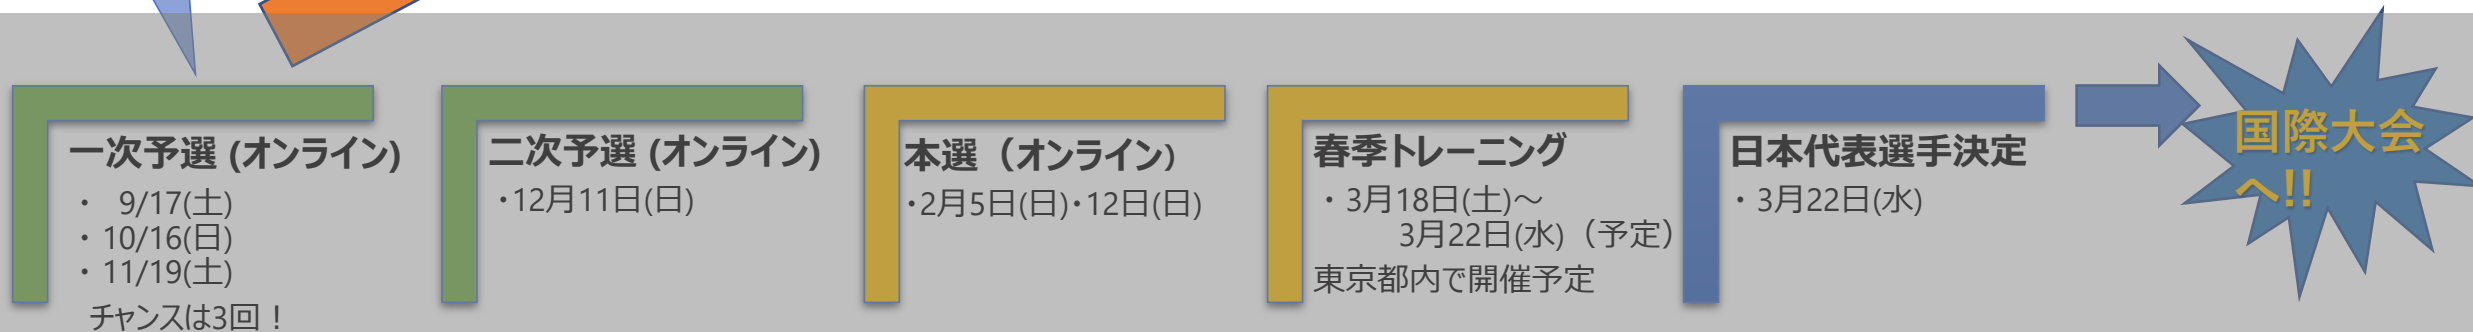 一次予選 (オンライン)
・ 9/17(土)
・ 10/16(日)
・ 11/19(土)
チャンスは3回！
二次予選 (オンライン)
・12月11日(日)
本選（オンライン）
・2月5日(日)・12日(日)
春季トレーニング
・ 3月18日(土)～
3月22日(水)（予定）
東京都内で開催予定
日本代表選手決定
・ 3月22日(水)
国際大会
へ!!